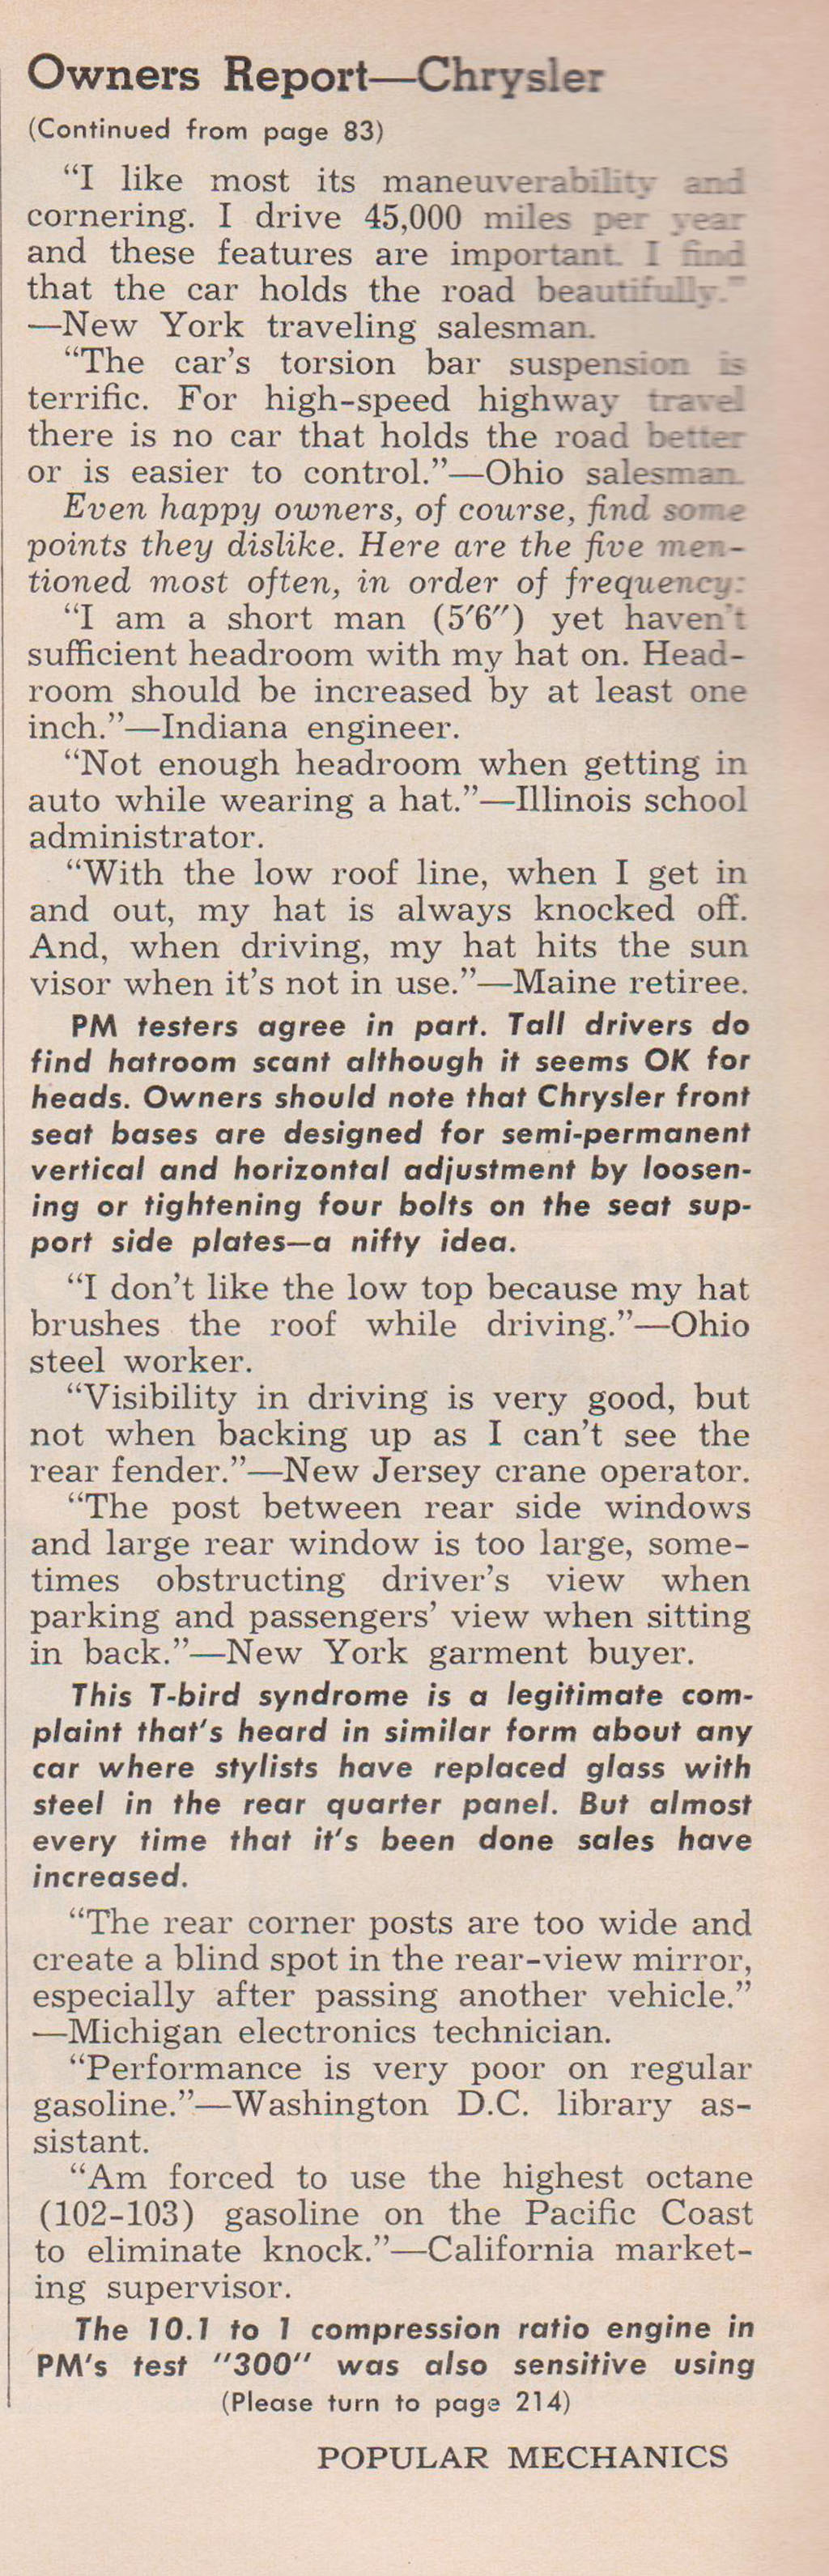 Owners Report—Chrysler
(Continued from page 83)
“I like most its maneuverability and
cornering. I drive 45,000 miles per year
and these features are important. I find
that the car holds the road beautifully.”
—New York traveling salesman.
“The car’s torsion bar suspension is
terrific. For high-speed highway travel
there is no car that holds the road better
or is easier to control.”—Ohio salesman.
Even happy owners, of course, find some
points they dislike. Here are the five men-
tioned most often, in order of frequency:
“I am a short man (5′6″) yet haven’t
sufficient headroom with my hat on. Head-
room should be increased by at least one
inch.”—Indiana engineer.
“Not enough headroom when getting in
auto while wearing a hat.”—Illinois school
administrator.
“With the low roof line, when I get in
and out, my hat is always knocked off.
And, when driving, my hat hits the sun
visor when it’s not in use.”—Maine retiree.
PM testers agree in part. Tall drivers do
find hatroom scant although it seems OK for
heads. Owners should note that Chrysler front
seat bases are designed for semi-permanent
vertical and horizontal adjustment by loosen-
ing or tightening four bolts on the seat sup-
port side plates—a nifty idea.
“I don’t like the low top because my hat
brushes the roof while driving.”—Ohio
steel worker.
“Visibility in driving is very good, but
not when backing up as I can’t see the
rear fender.”—New Jersey crane operator.
“The post between rear side windows
and large rear window is too large, some-
times obstructing driver’s view when
parking and passengers’ view when sitting
in back.”—New York garment buyer.
This T-bird syndrome is a legitimate com-
plaint that’s heard in similar form about any
car where stylists have replaced glass with
steel in the rear quarter panel. But almost
every time that it’s been done sales have
increased.
“The rear corner posts are too wide and
create a blind spot in the rear-view mirror,
especially after passing another vehicle.”
—Michigan electronics technician.
“Performance is very poor on regular
gasoline.”—Washington D.C. library as-
sistant.
“Am forced to use the highest octane
(102-103) gasoline on the Pacific Coast
to eliminate knock.”—California market-
ing supervisor.
The 10.1 to 1 compression ratio engine in
PM’s test "300" was also sensitive using
(Please turn to page 214)
POPULAR MECHANICS